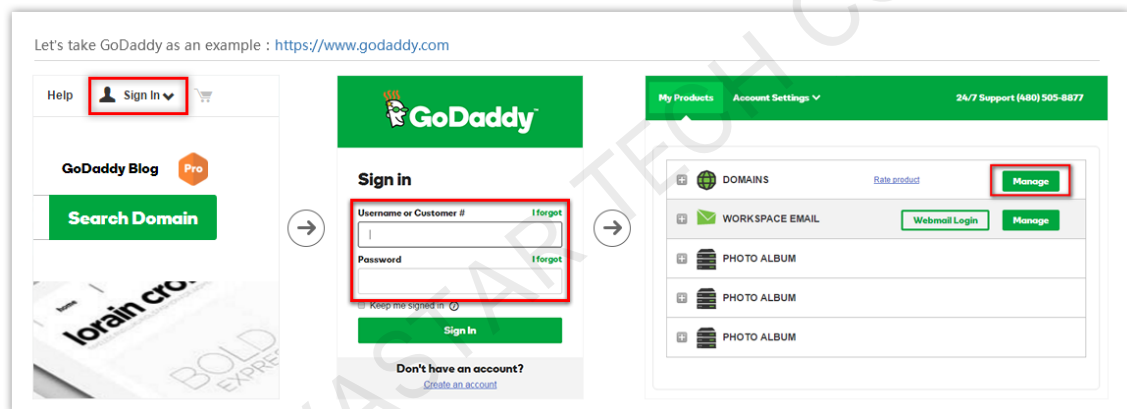 Let's take GoDaddy as an example : https://www.godaddy.com
Help Sign In
GoDaddy Blog Pro
Search Domain
home
lorain cro
BOLD
EXPRE
GoDaddy
Sign in
Username or Customer # I forgot
Password I forgot
Keep me signed in
Sign In
Don't have an account?
Create an account
My Products Account Settings 24/7 Support (480) 505-8877
DOMAINS Rate product Manage
WORKSPACE EMAIL Webmail Login Manage
PHOTO ALBUM
PHOTO ALBUM
PHOTO ALBUM
VASTAR TECH CO